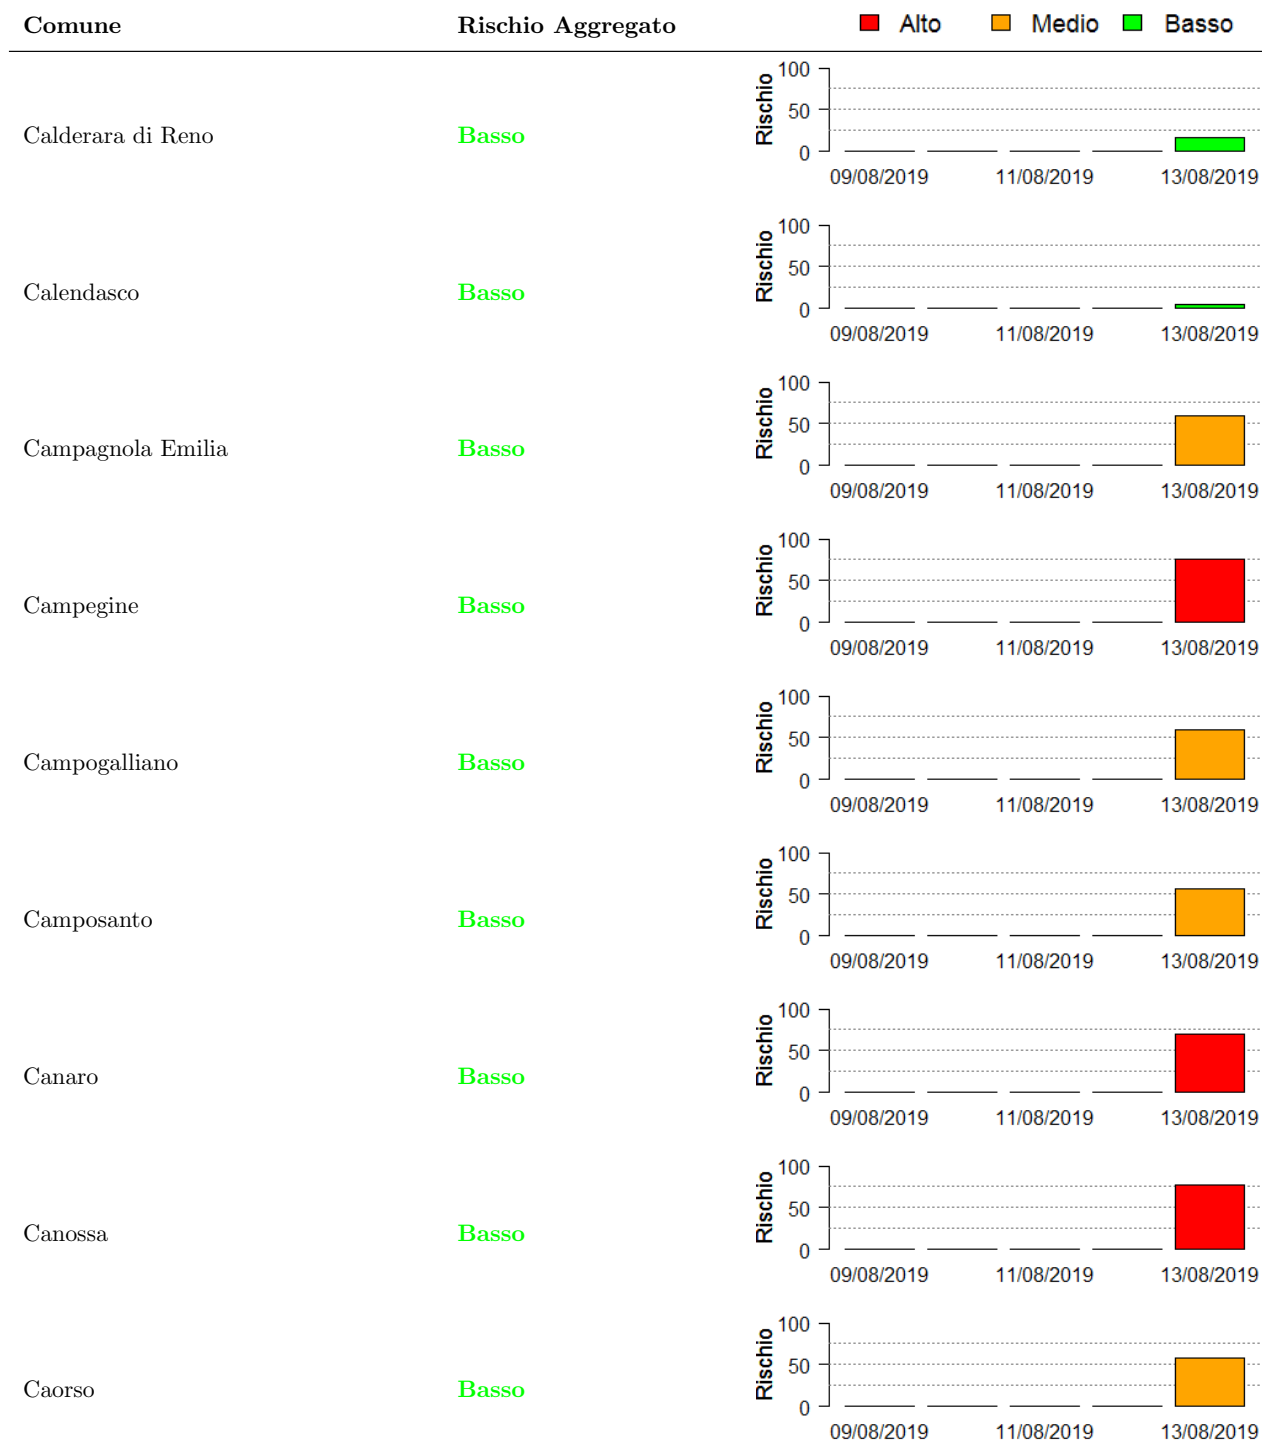 Comune Rischio Aggregato Alto Medio Basso
Calderara di Reno Basso Rischio 100 50 0
09/08/2019 11/08/2019 13/08/2019
Calendasco Basso Rischio 100 50 0
09/08/2019 11/08/2019 13/08/2019
Campagnola Emilia Basso Rischio 100 50 0
09/08/2019 11/08/2019 13/08/2019
Campegine Basso Rischio 100 50 0
09/08/2019 11/08/2019 13/08/2019
Campogalliano Basso Rischio 100 50 0
09/08/2019 11/08/2019 13/08/2019
Camposanto Basso Rischio 100 50 0
09/08/2019 11/08/2019 13/08/2019
Canaro Basso Rischio 100 50 0
09/08/2019 11/08/2019 13/08/2019
Canossa Basso Rischio 100 50 0
09/08/2019 11/08/2019 13/08/2019
Caorso Basso Rischio 100 50 0
09/08/2019 11/08/2019 13/08/2019